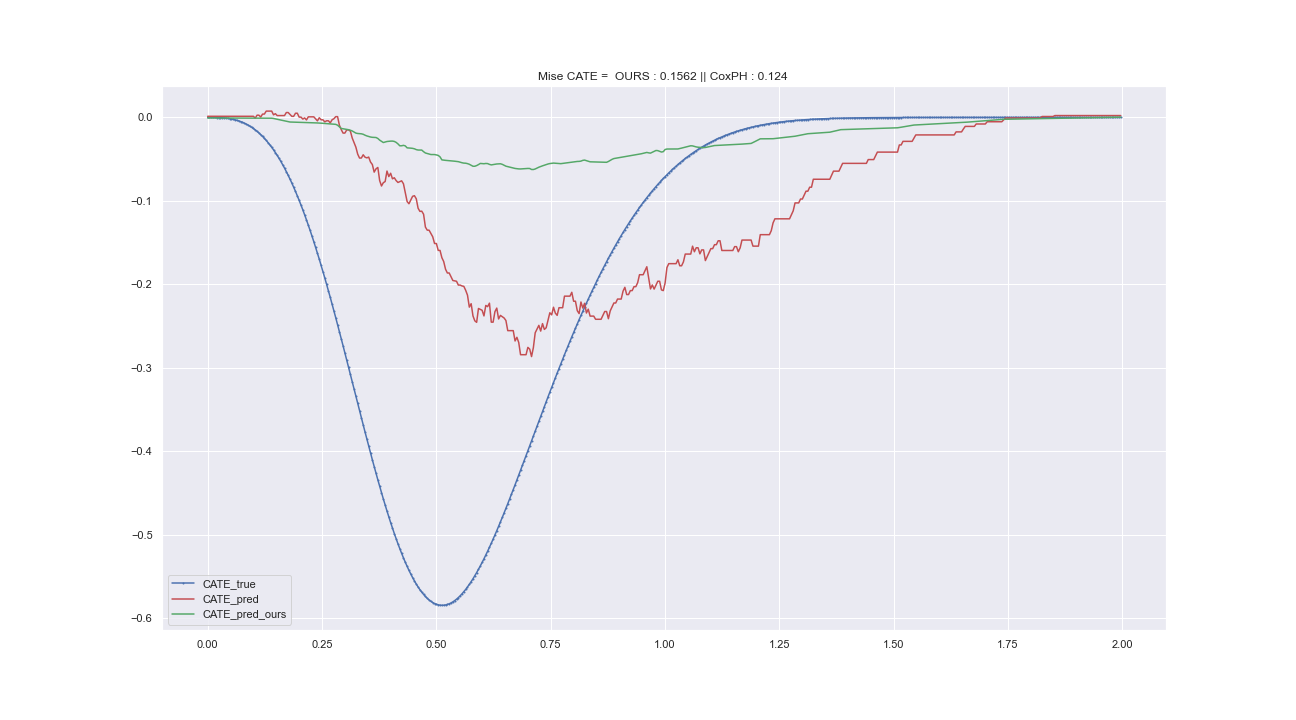 Mise CATE =  OURS : 0.1562 || CoxPH : 0.124
0.0
−0.1
−0.2
−0.3
−0.4
−0.5
−0.6
CATE_true
CATE_pred
CATE_pred_ours
0.00 0.25 0.50 0.75 1.00 1.25 1.50 1.75 2.00